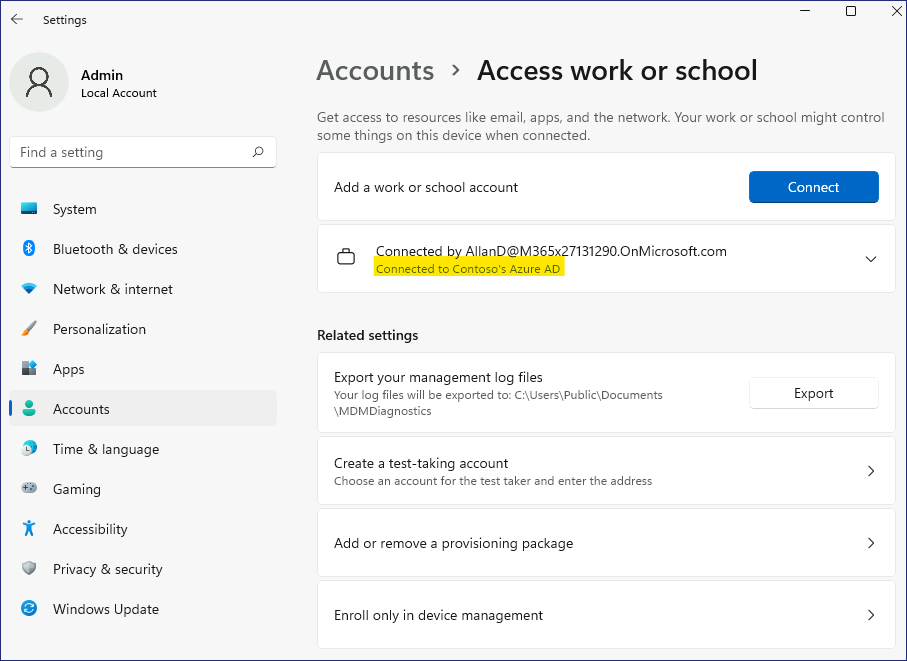 Settings
Admin
Local Account
Find a setting
System
Bluetooth & devices
Network & internet
Personalization
Apps
Accounts
Time & language
Gaming
Accessibility
Privacy & security
Windows Update
Accounts › Access work or school
Get access to resources like email, apps, and the network. Your work or school might control
some things on this device when connected.
Add a work or school account
Connect
Connected by AllanD@M365x27131290.OnMicrosoft.com
Connected to Contoso's Azure AD
Related settings
Export your management log files
Your log files will be exported to: C:\Users\Public\Documents
\MDMDiagnostics
Export
Create a test-taking account
Choose an account for the test taker and enter the address
Add or remove a provisioning package
Enroll only in device management